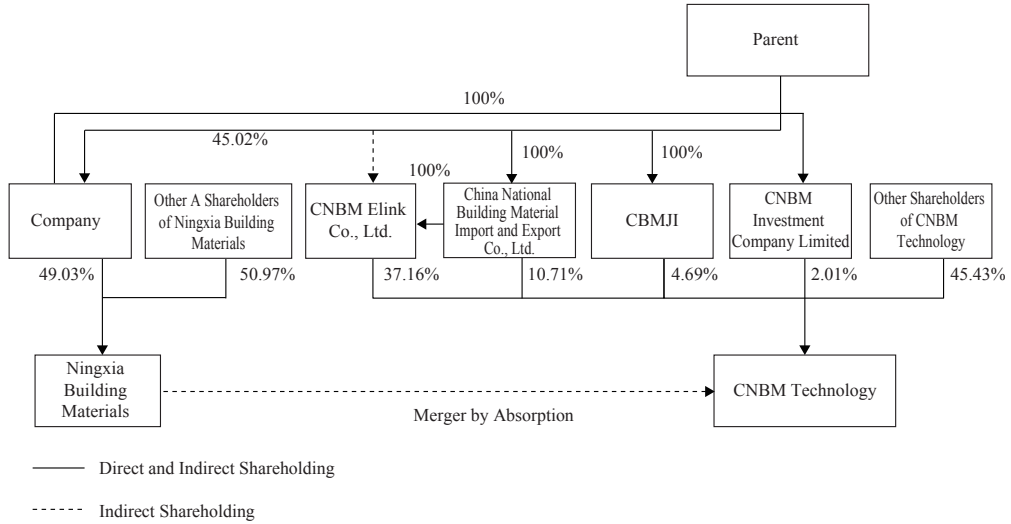 Parent
100%
45.02%
100%
100%
100%
Company
Other A Shareholders
of Ningxia Building
Materials
CNBM Elink
Co., Ltd.
China National
Building Material
Import and Export
Co., Ltd.
CBMJI
CNBM
Investment
Company Limited
Other Shareholders
of CNBM
Technology
49.03%
50.97%
37.16%
10.71%
4.69%
2.01%
45.43%
Ningxia
Building
Materials
CNBM Technology
Merger by Absorption
Direct and Indirect Shareholding
Indirect Shareholding